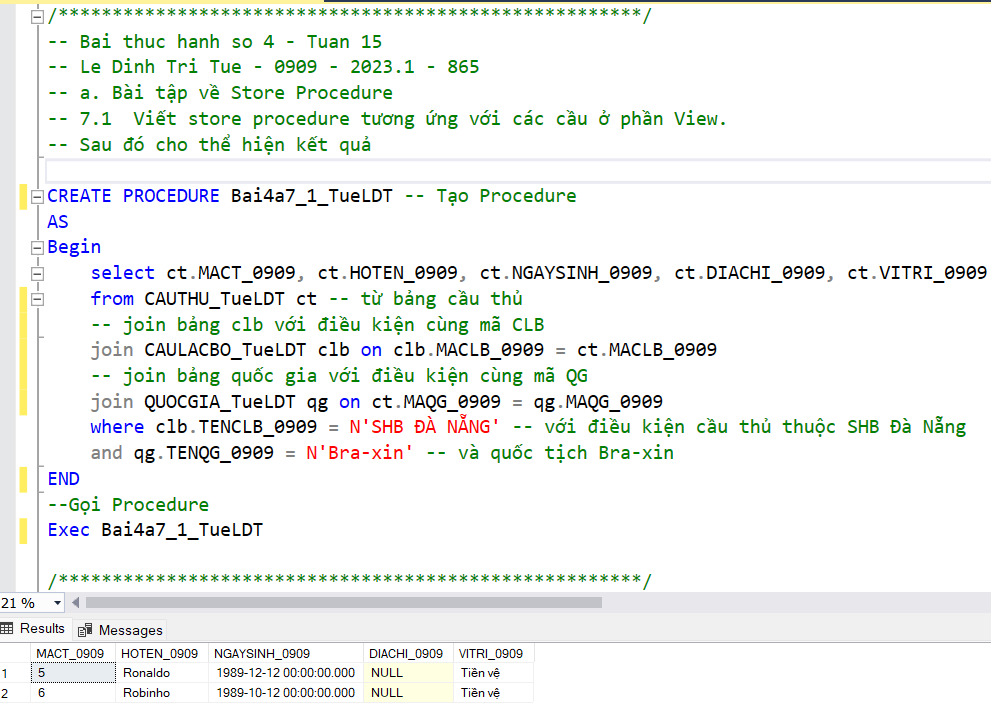 /******************************************************/
-- Bai thuc hanh so 4 - Tuan 15
-- Le Dinh Tri Tue - 0909 - 2023.1 - 865
-- a. Bài tập về Store Procedure
-- 7.1  Viết store procedure tương ứng với các cầu ở phần View.
-- Sau đó cho thể hiện kết quả
CREATE PROCEDURE Bai4a7_1_TueLDT -- Tạo Procedure
AS
Begin
select ct.MACT_0909, ct.HOTEN_0909, ct.NGAYSINH_0909, ct.DIACHI_0909, ct.VITRI_0909
from CAUTHU_TueLDT ct -- từ bảng cầu thủ
-- join bảng clb với điều kiện cùng mã CLB
join CAULACBO_TueLDT clb on clb.MACLB_0909 = ct.MACLB_0909
-- join bảng quốc gia với điều kiện cùng mã QG
join QUOCGIA_TueLDT qg on ct.MAQG_0909 = qg.MAQG_0909
where clb.TENCLB_0909 = N'SHB ĐÀ NẴNG' -- với điều kiện cầu thủ thuộc SHB Đà Nẵng
and qg.TENQG_0909 = N'Bra-xin' -- và quốc tịch Bra-xin
END
--Gọi Procedure
Exec Bai4a7_1_TueLDT
/******************************************************/
21 %
Results Messages
MACT_0909 HOTEN_0909 NGAYSINH_0909 DIACHI_0909 VITRI_0909
1 5 Ronaldo 1989-12-12 00:00:00.000 NULL Tiền vệ
2 6 Robinho 1989-10-12 00:00:00.000 NULL Tiền vệ